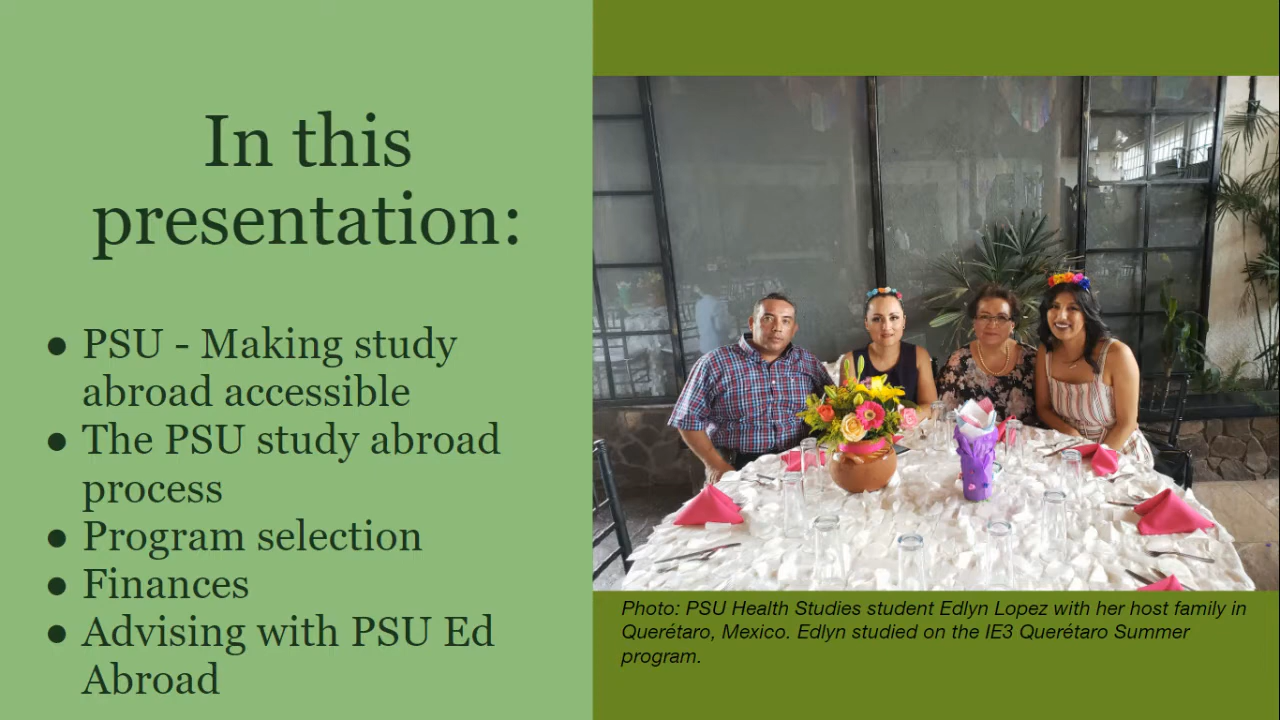 In this
presentation:
● PSU - Making study
abroad accessible
● The PSU study abroad
process
● Program selection
● Finances
● Advising with PSU Ed
Abroad
Photo: PSU Health Studies student Edlyn Lopez with her host family in
Querétaro, Mexico. Edlyn studied on the IE3 Querétaro Summer
program.